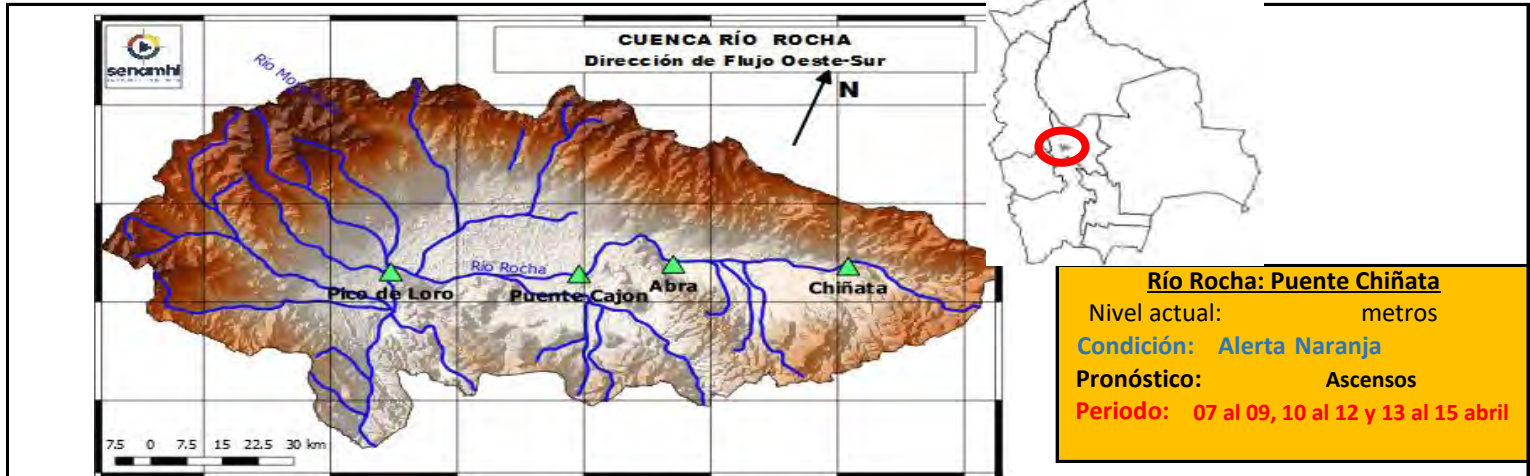 senamhi
CUENCA RÍO ROCHA
Dirección de Flujo Oeste-Sur
N
Río Rocha
Pico de Loro
Puente Cajon
Abra
Chiñata
7.5 0 7.5 15 22.5 30 km
Río Rocha: Puente Chiñata
Nivel actual: metros
Condición: Alerta Naranja
Pronóstico: Ascensos
Periodo: 07 al 09, 10 al 12 y 13 al 15 abril